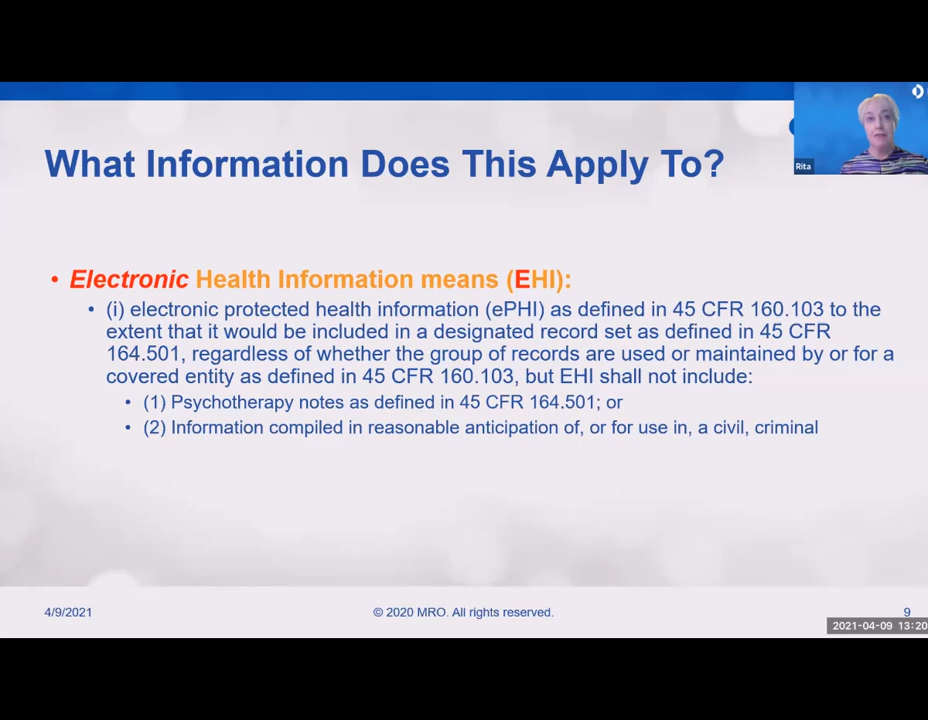 What Information Does This Apply To?
Rita
• Electronic Health Information means (EHI):
• (i) electronic protected health information (ePHI) as defined in 45 CFR 160.103 to the
extent that it would be included in a designated record set as defined in 45 CFR
164.501, regardless of whether the group of records are used or maintained by or for a
covered entity as defined in 45 CFR 160.103, but EHI shall not include:
• (1) Psychotherapy notes as defined in 45 CFR 164.501; or
• (2) Information compiled in reasonable anticipation of, or for use in, a civil, criminal
4/9/2021
© 2020 MRO. All rights reserved.
9
2021-04-09 13:20